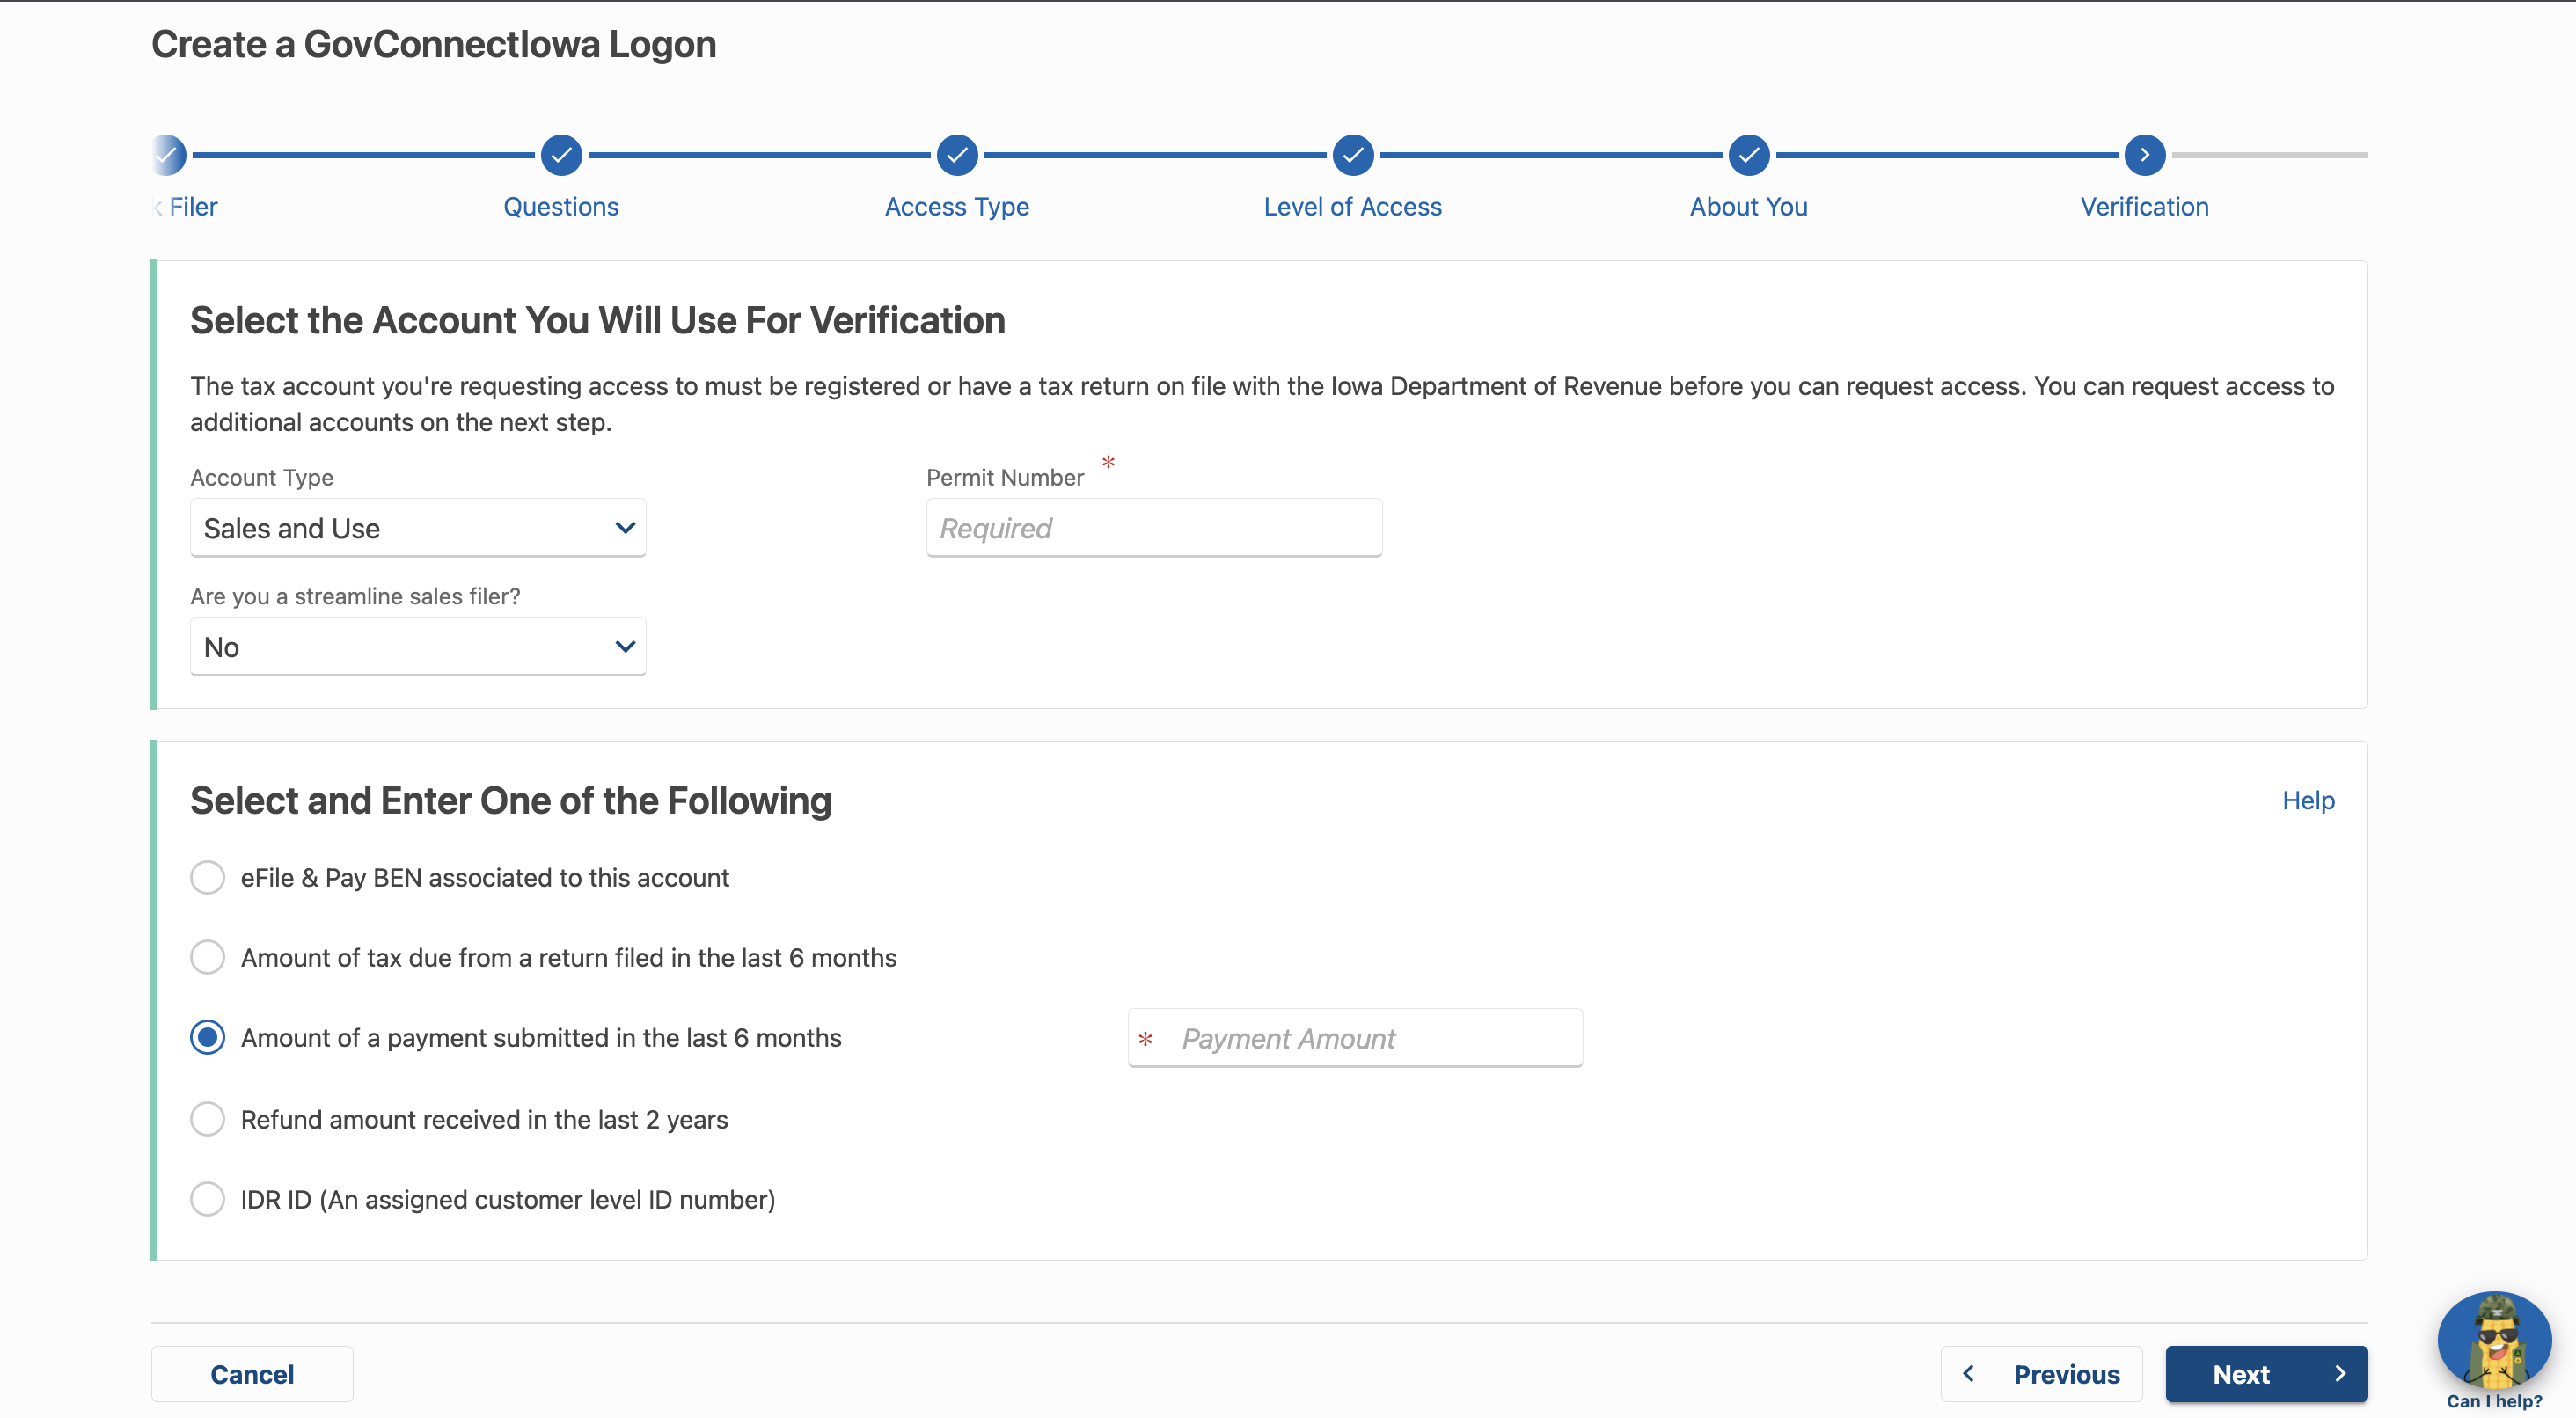 Create a GovConnectIowa Logon
Filer
Questions
Access Type
Level of Access
About You
Verification
Select the Account You Will Use For Verification
The tax account you're requesting access to must be registered or have a tax return on file with the Iowa Department of Revenue before you can request access. You can request access to
additional accounts on the next step.
Account Type
Permit Number *
Sales and Use
Required
Are you a streamline sales filer?
No
Select and Enter One of the Following
Help
eFile & Pay BEN associated to this account
Amount of tax due from a return filed in the last 6 months
Amount of a payment submitted in the last 6 months
* Payment Amount
Refund amount received in the last 2 years
IDR ID (An assigned customer level ID number)
Cancel
Previous
Next
Can I help?